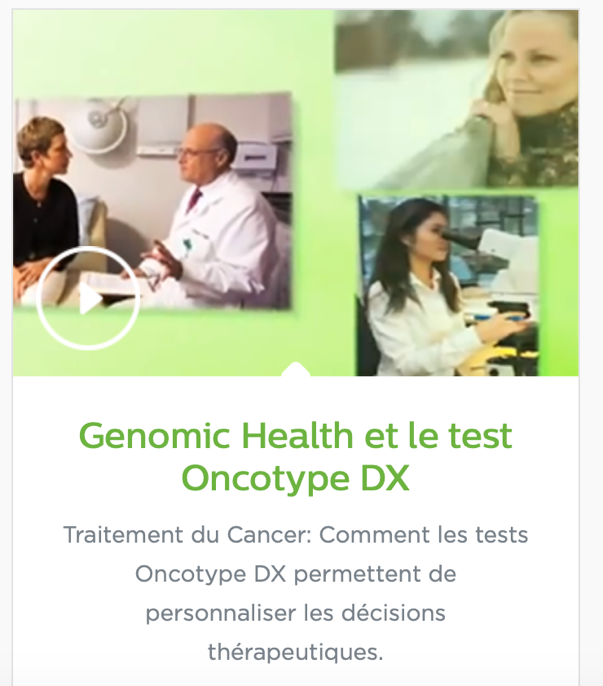 Genomic Health et le test
Oncotype DX
Traitement du Cancer: Comment les tests
Oncotype DX permettent de
personnaliser les décisions
thérapeutiques.